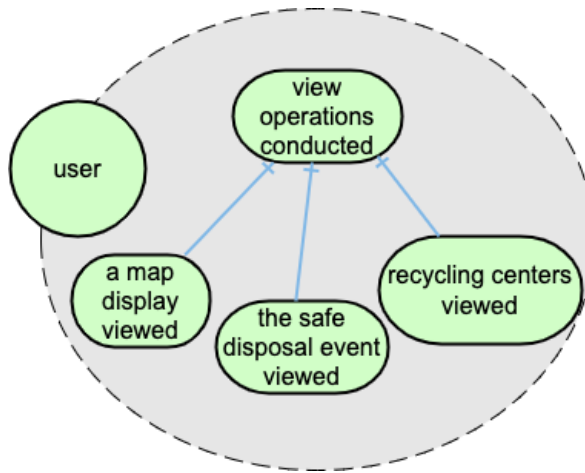 view
operations
conducted
user
a map
display
viewed
the safe
disposal event
viewed
recycling centers
viewed